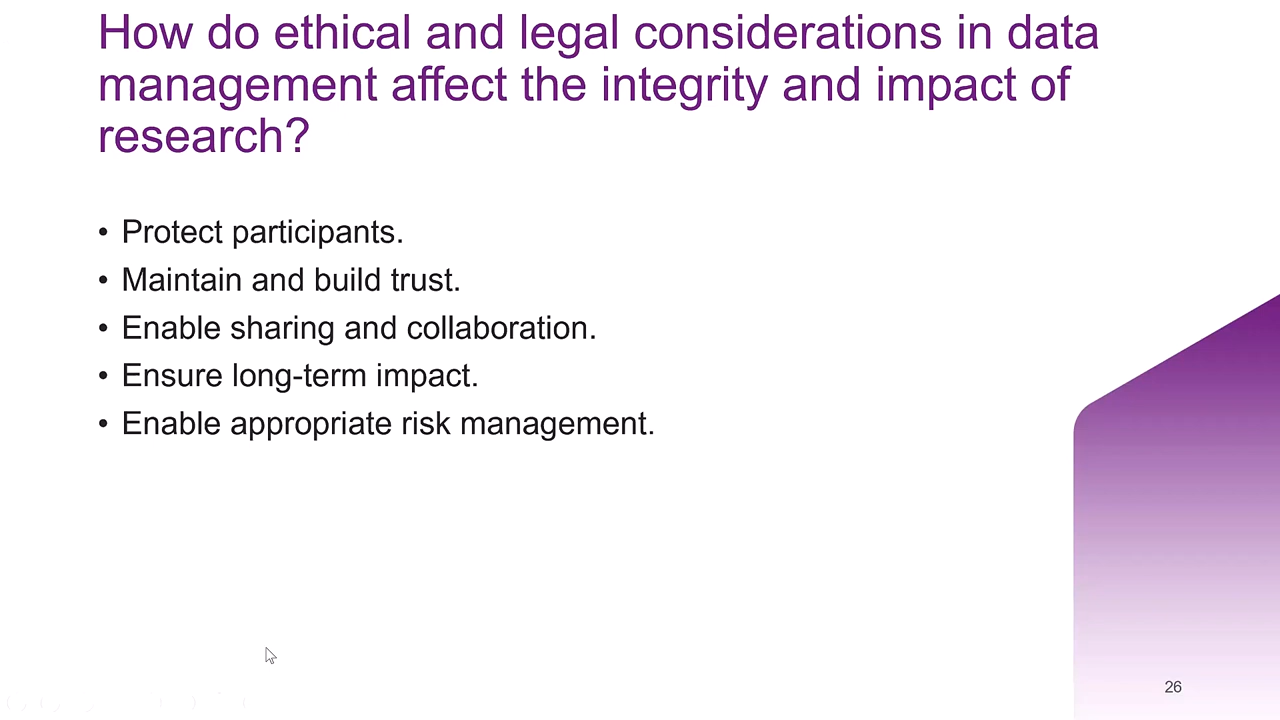 How do ethical and legal considerations in data
management affect the integrity and impact of
research?
• Protect participants.
• Maintain and build trust.
• Enable sharing and collaboration.
• Ensure long-term impact.
• Enable appropriate risk management.
26